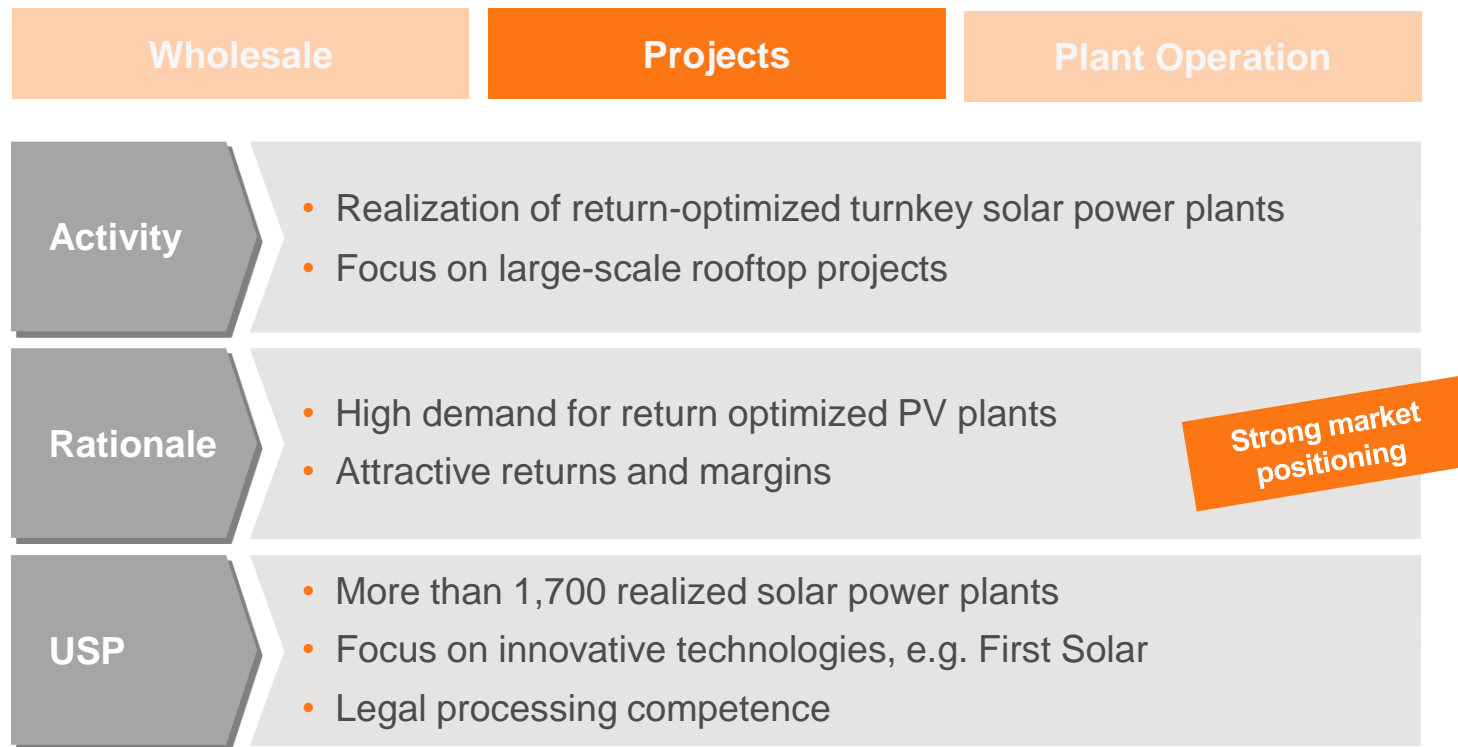 Wholesale
Projects
Plant Operation
Activity
• Realization of return-optimized turnkey solar power plants
• Focus on large-scale rooftop projects
Rationale
• High demand for return optimized PV plants
• Attractive returns and margins
Strong market
positioning
USP
• More than 1,700 realized solar power plants
• Focus on innovative technologies, e.g. First Solar
• Legal processing competence